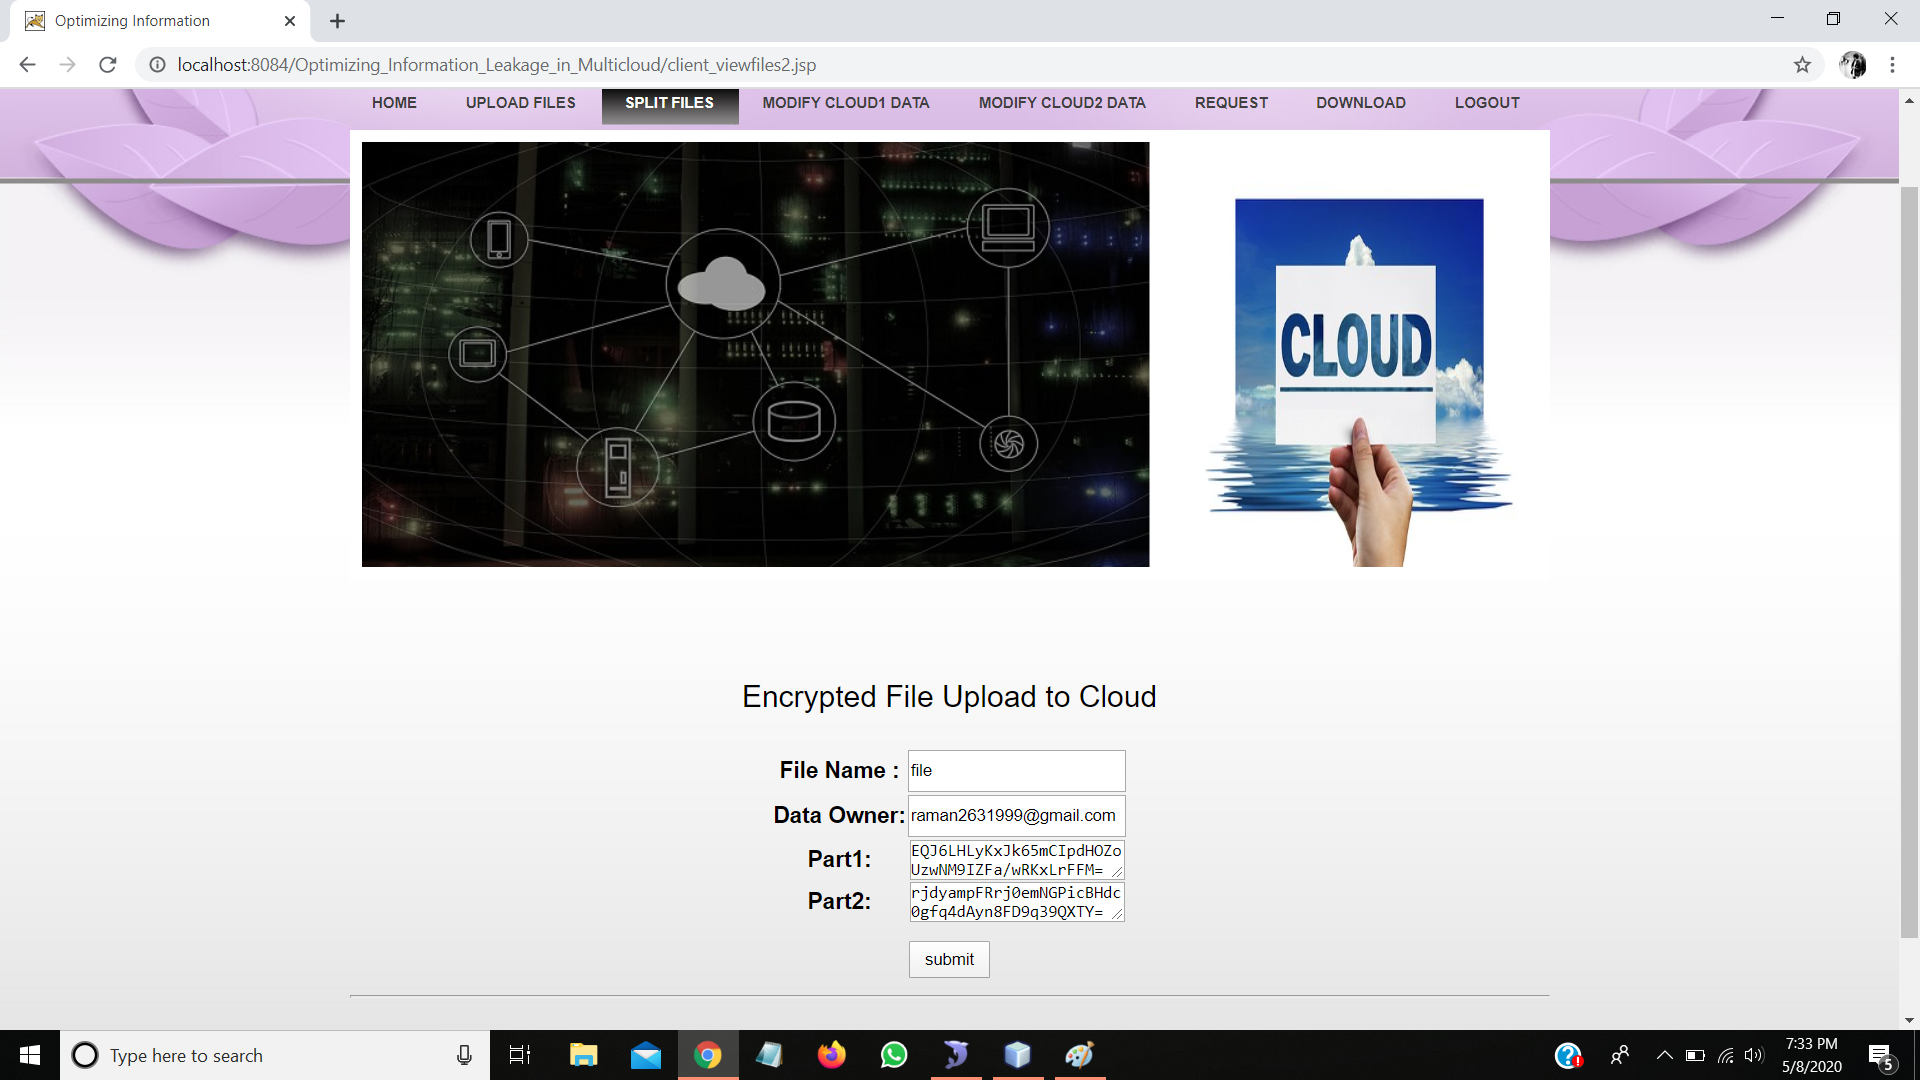 Optimizing Information
localhost:8084/Optimizing_Information_Leakage_in_Multicloud/client_viewfiles2.jsp
HOME UPLOAD FILES SPLIT FILES MODIFY CLOUD1 DATA MODIFY CLOUD2 DATA REQUEST DOWNLOAD LOGOUT
CLOUD
Encrypted File Upload to Cloud
File Name : file
Data Owner: raman2631999@gmail.com
Part1: EQJ6LHLyKxJk65mCIpdHOZo
UzwNM9IZFa/wRKxLrFFM=
Part2: rjdyampFRrj0emNGPicBHdc
0gfq4dAyn8FD9q39QXTY=
submit
Type here to search
7:33 PM
5/8/2020
5